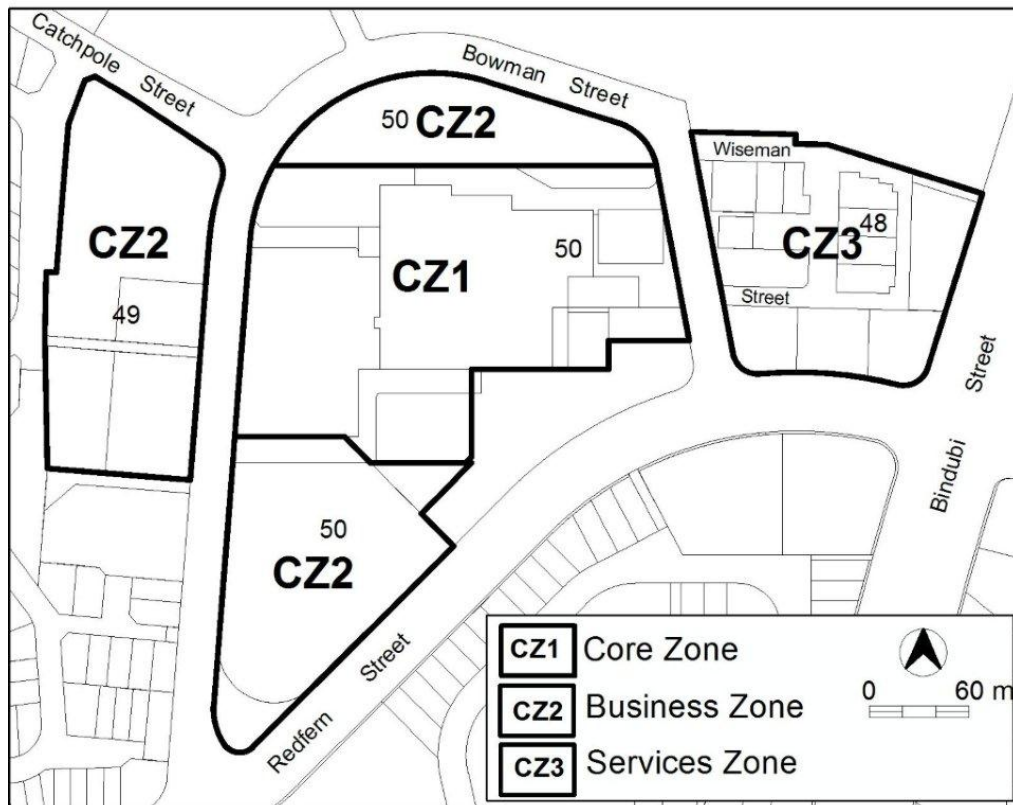 Catchpole Street
Bowman Street
50 CZ2
Wiseman
CZ2
49
CZ1
50
48
CZ3
Street
50
CZ2
Redfern Street
Bindubi Street
CZ1 Core Zone
CZ2 Business Zone
CZ3 Services Zone
0 60 m